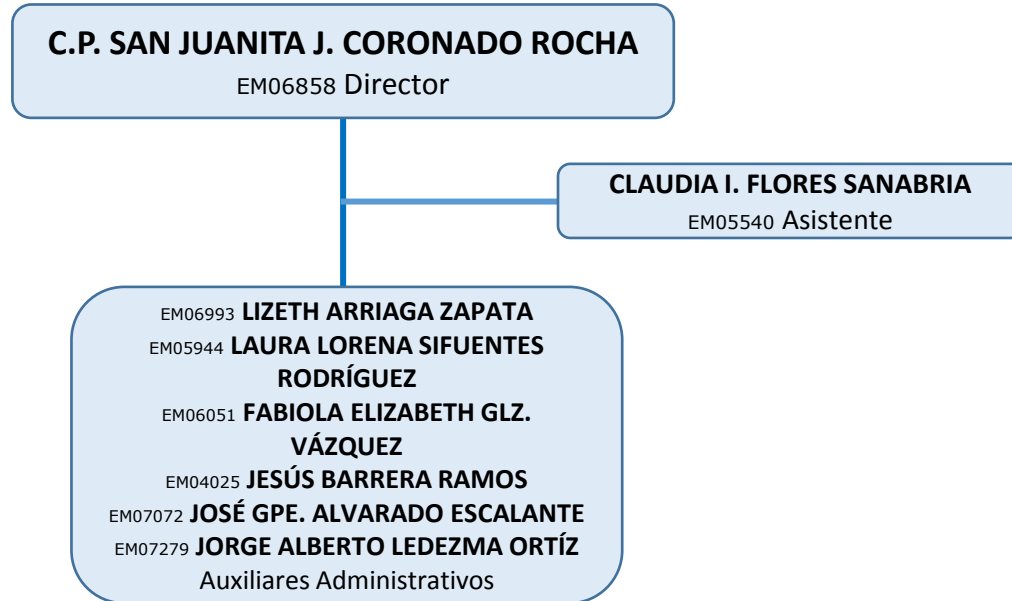 C.P. SAN JUANITA J. CORONADO ROCHA
EM06858 Director
CLAUDIA I. FLORES SANABRIA
EM05540 Asistente
EM06993 LIZETH ARRIAGA ZAPATA
EM05944 LAURA LORENA SIFUENTES
RODRÍGUEZ
EM06051 FABIOLA ELIZABETH GLZ.
VÁZQUEZ
EM04025 JESÚS BARRERA RAMOS
EM07072 JOSÉ GPE. ALVARADO ESCALANTE
EM07279 JORGE ALBERTO LEDEZMA ORTÍZ
Auxiliares Administrativos